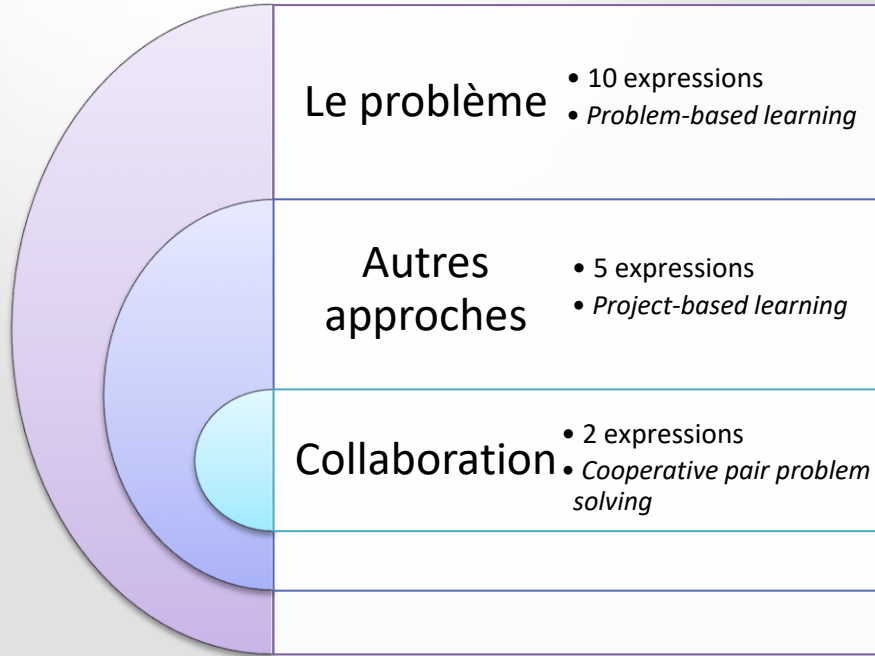 Le problème
• 10 expressions
• Problem-based learning
Autres
approches
• 5 expressions
• Project-based learning
Collaboration
• 2 expressions
• Cooperative pair problem
solving